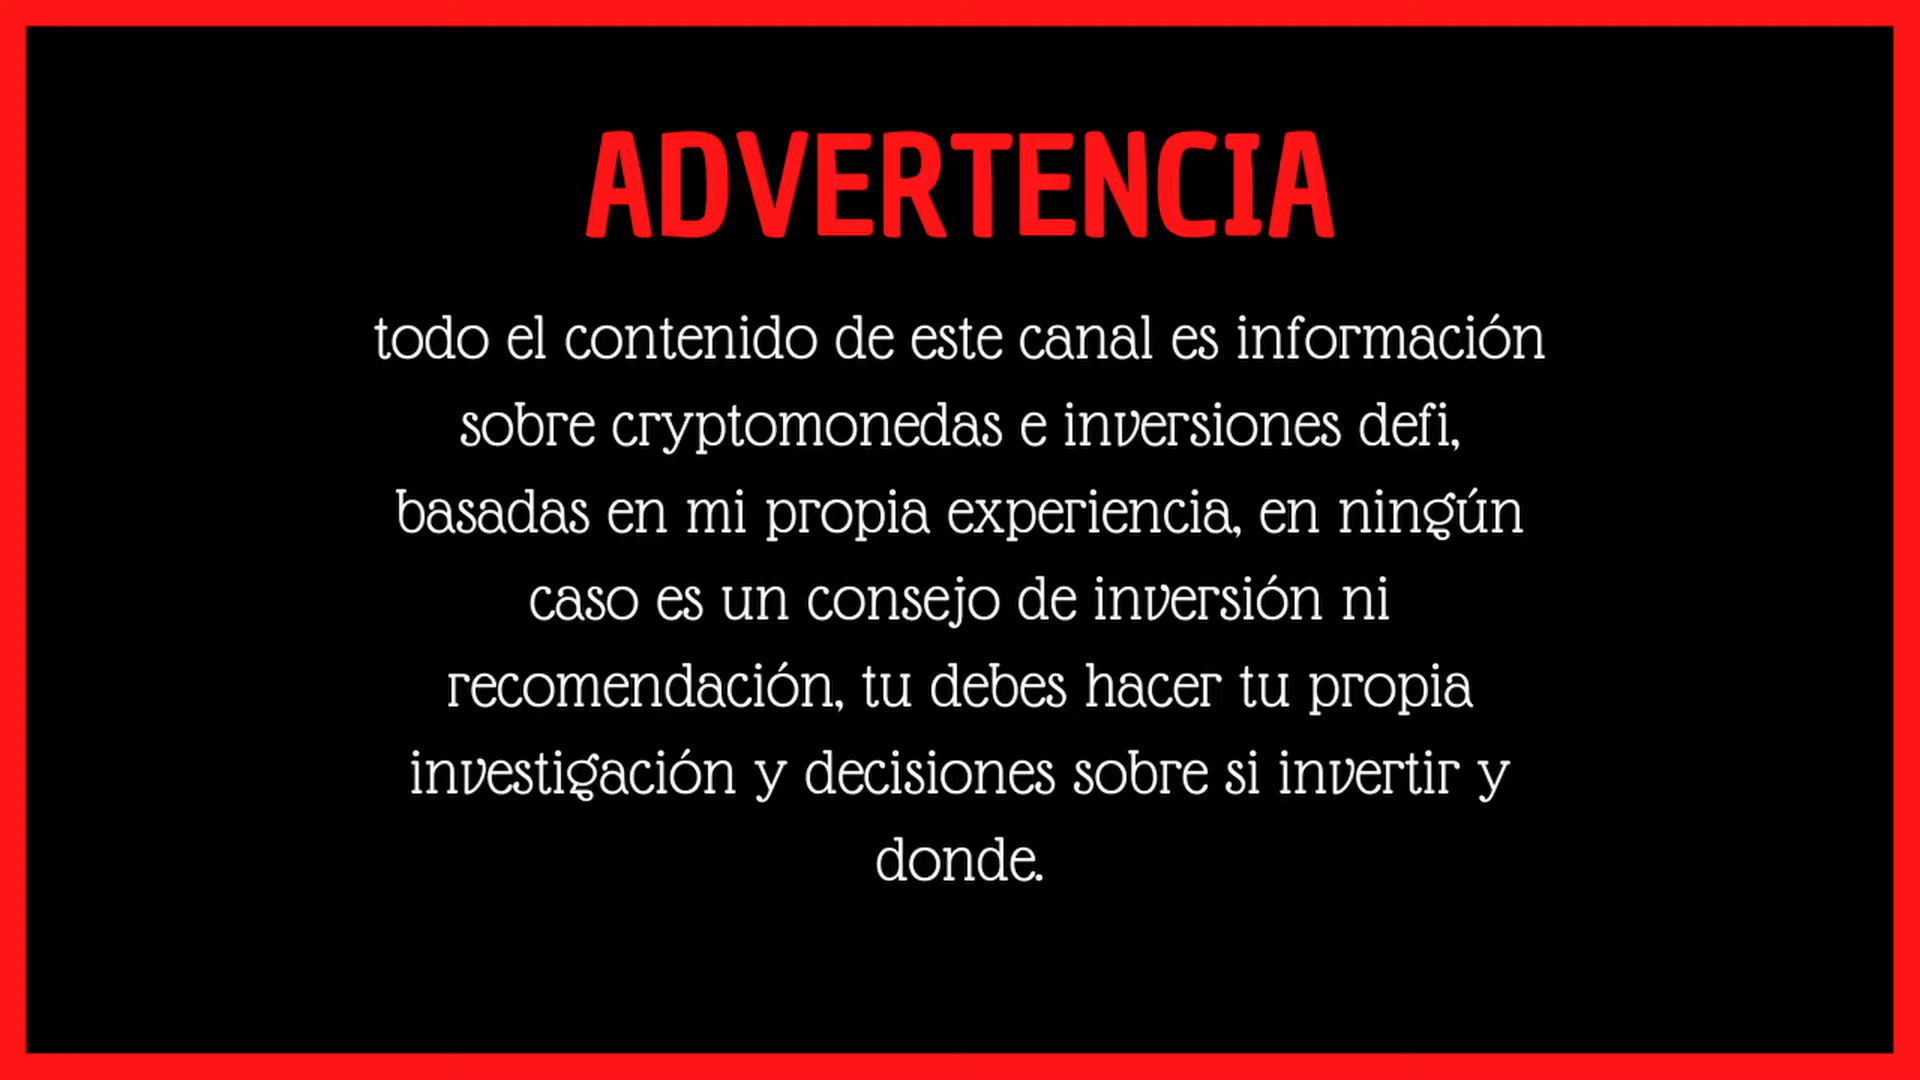 ADVERTENCIA
todo el contenido de este canal es información
sobre cryptomonedas e inversiones defi,
basadas en mi propia experiencia, en ningún
caso es un consejo de inversión ni
recomendación, tu debes hacer tu propia
investigación y decisiones sobre si invertir y
donde.